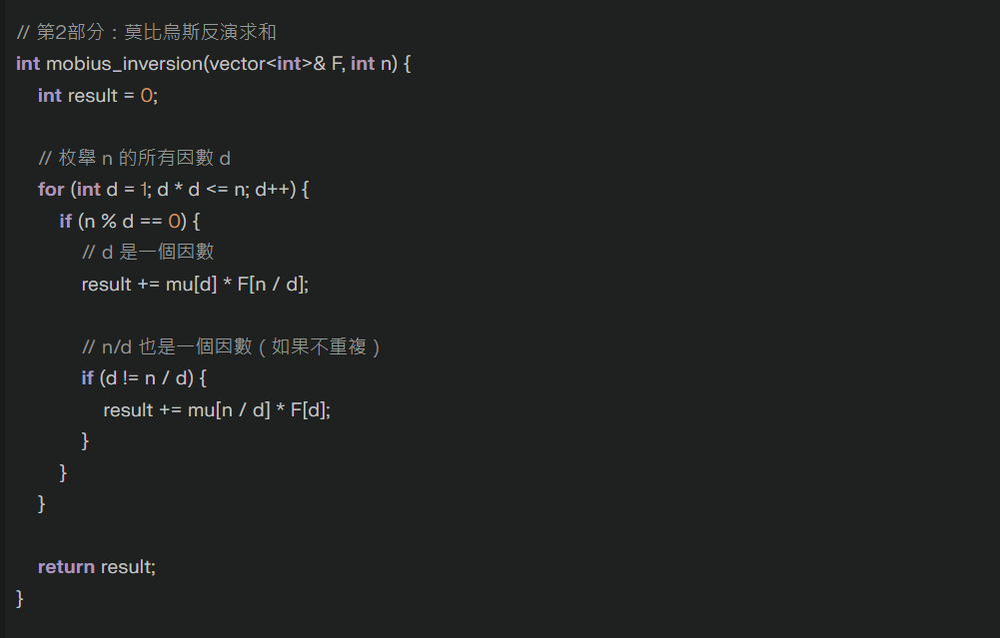 // 第2部分：莫比烏斯反演求和
int mobius_inversion(vector<int>& F, int n) {
int result = 0;
// 枚舉 n 的所有因數 d
for (int d = 1; d * d <= n; d++) {
if (n % d == 0) {
// d 是一個因數
result += mu[d] * F[n / d];
// n/d 也是一個因數（如果不重複）
if (d != n / d) {
result += mu[n / d] * F[d];
}
}
}
return result;
}